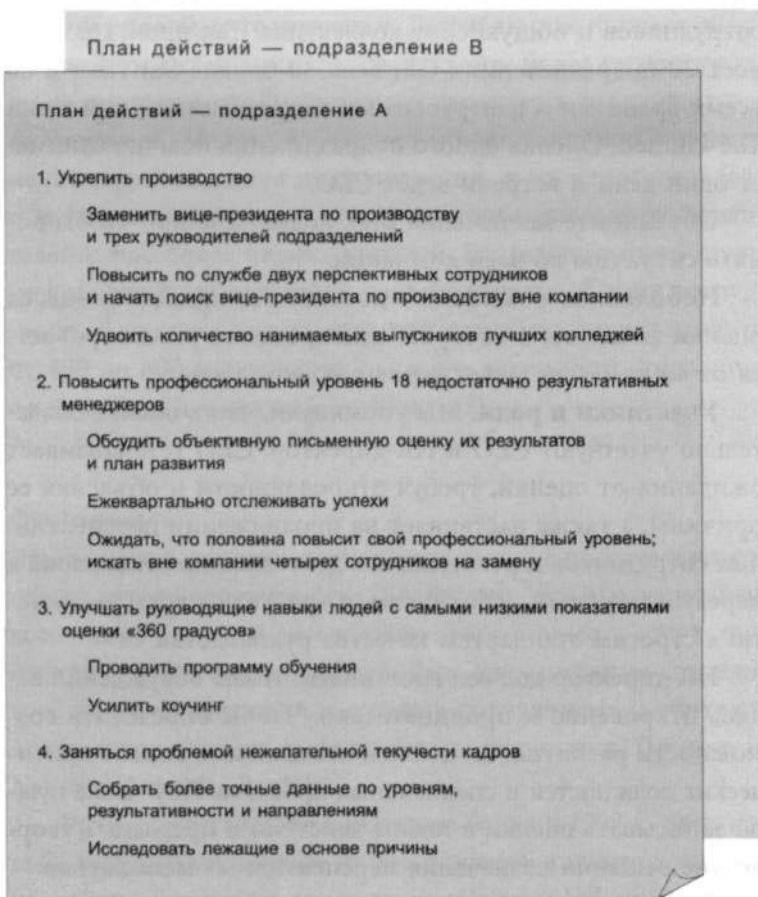 План действий — подразделение В
План действий — подразделение А
1. Укрепить производство
Заменить вице-президента по производству
и трех руководителей подразделений
Повысить по службе двух перспективных сотрудников
и начать поиск вице-президента по производству вне компании
Удвоить количество нанимаемых выпускников лучших колледжей
2. Повысить профессиональный уровень 18 недостаточно результативных
менеджеров
Обсудить объективную письменную оценку их результатов
и план развития
Ежеквартально отслеживать успехи
Ожидать, что половина повысит свой профессиональный уровень;
искать вне компании четырех сотрудников на замену
3. Улучшать руководящие навыки людей с самыми низкими показателями
оценки «360 градусов»
Проводить программу обучения
Усилить коучинг
4. Заняться проблемой нежелательной текучести кадров
Собрать более точные данные по уровням,
результативности и направлениям
Исследовать лежащие в основе причины